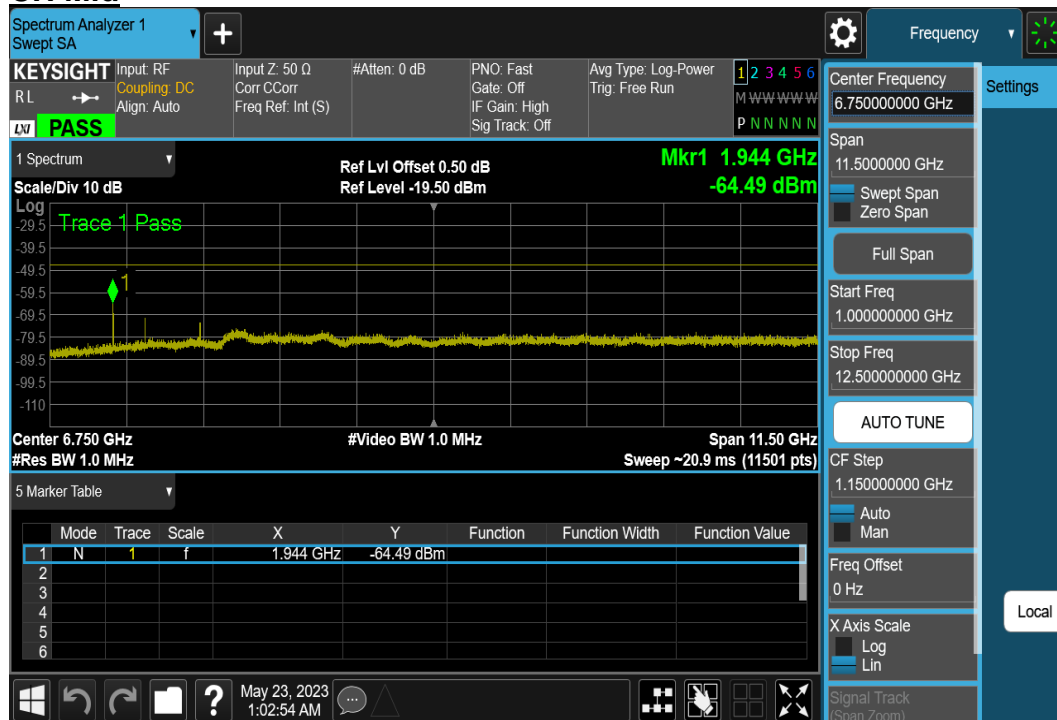 Spectrum Analyzer 1
Swept SA
+
Frequency
KEYSIGHT
Input: RF
Input Z: 50 Ω
#Atten: 0 dB
PNO: Fast
Avg Type: Log-Power
1 2 3 4 5 6
R L
Coupling: DC
Corr CCorr
Gate: Off
Trig: Free Run
M W W W W W
Align: Auto
Freq Ref: Int (S)
IF Gain: High
LXI
PASS
Sig Track: Off
P N N N N N
1 Spectrum
Ref Lvl Offset 0.50 dB
Mkr1 1.944 GHz
Scale/Div 10 dB
Ref Level -19.50 dBm
-64.49 dBm
Log
Trace 1 Pass
-29.5
-39.5
-49.5
-59.5
-69.5
-79.5
-89.5
-99.5
-110
1
Center 6.750 GHz
#Video BW 1.0 MHz
Span 11.50 GHz
#Res BW 1.0 MHz
Sweep ~20.9 ms (11501 pts)
5 Marker Table
Mode Trace Scale X Y Function Function Width Function Value
1 N 1 f 1.944 GHz -64.49 dBm
2
3
4
5
6
?
May 23, 2023
1:02:54 AM
Center Frequency
6.750000000 GHz
Settings
Span
11.5000000 GHz
Swept Span
Zero Span
Full Span
Start Freq
1.000000000 GHz
Stop Freq
12.500000000 GHz
AUTO TUNE
CF Step
1.150000000 GHz
Auto
Man
Freq Offset
0 Hz
Local
X Axis Scale
Log
Lin
Signal Track
(Span Zoom)